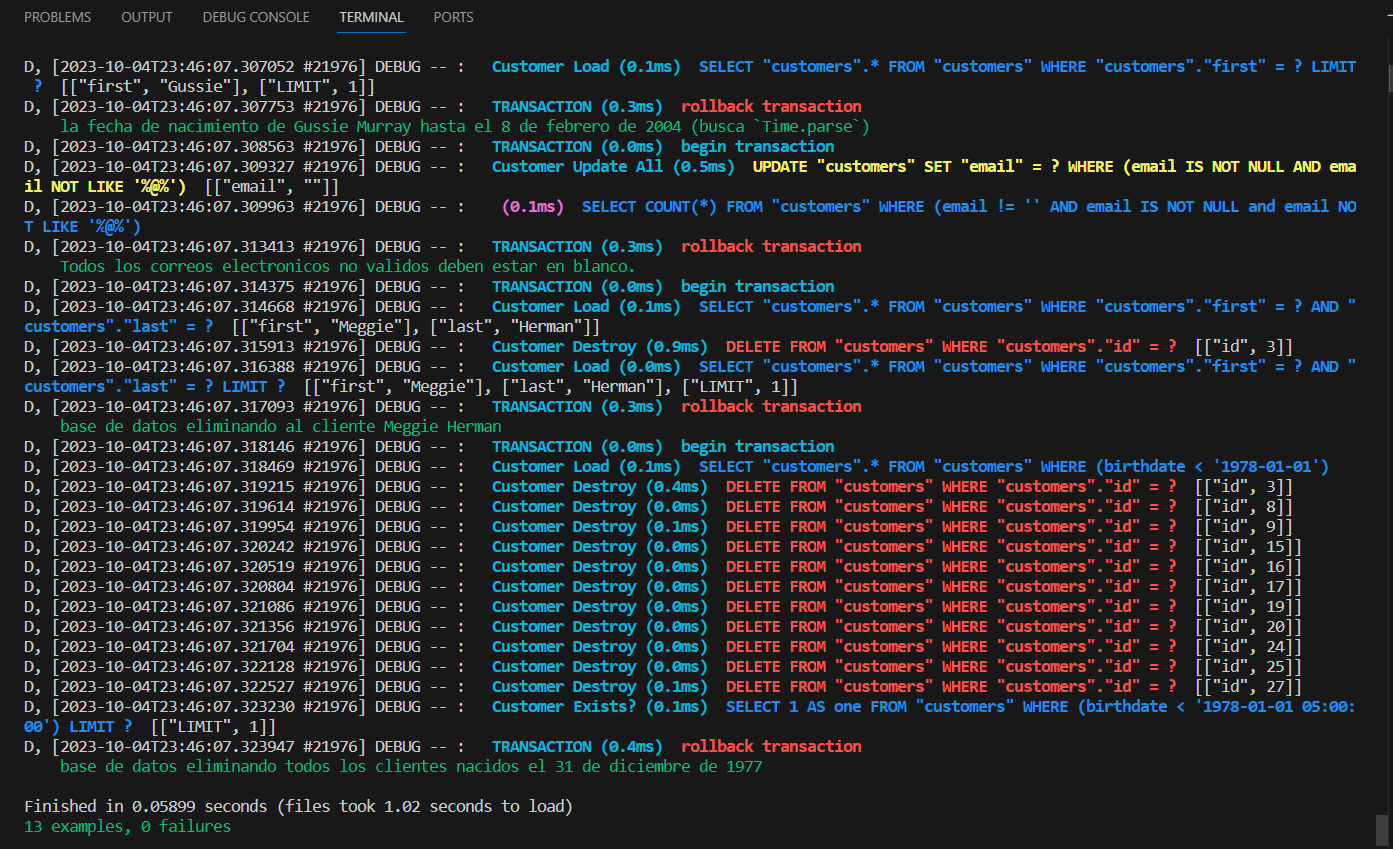 PROBLEMS OUTPUT DEBUG CONSOLE TERMINAL PORTS
D, [2023-10-04T23:46:07.307052 #21976] DEBUG -- :   Customer Load (0.1ms)  SELECT "customers".* FROM "customers" WHERE "customers"."first" = ? LIMIT
 ?  [["first", "Gussie"], ["LIMIT", 1]]
D, [2023-10-04T23:46:07.307753 #21976] DEBUG -- :   TRANSACTION (0.3ms)  rollback transaction
    la fecha de nacimiento de Gussie Murray hasta el 8 de febrero de 2004 (busca `Time.parse`)
D, [2023-10-04T23:46:07.308563 #21976] DEBUG -- :   TRANSACTION (0.0ms)  begin transaction
D, [2023-10-04T23:46:07.309327 #21976] DEBUG -- :   Customer Update All (0.5ms)  UPDATE "customers" SET "email" = ? WHERE (email IS NOT NULL AND ema
il NOT LIKE '%@%')  [["email", ""]]
D, [2023-10-04T23:46:07.309963 #21976] DEBUG -- :    (0.1ms)  SELECT COUNT(*) FROM "customers" WHERE (email != '' AND email IS NOT NULL and email NO
T LIKE '%@%')
D, [2023-10-04T23:46:07.313413 #21976] DEBUG -- :   TRANSACTION (0.3ms)  rollback transaction
    Todos los correos electronicos no validos deben estar en blanco.
D, [2023-10-04T23:46:07.314375 #21976] DEBUG -- :   TRANSACTION (0.0ms)  begin transaction
D, [2023-10-04T23:46:07.314668 #21976] DEBUG -- :   Customer Load (0.1ms)  SELECT "customers".* FROM "customers" WHERE "customers"."first" = ? AND "
customers"."last" = ?  [["first", "Meggie"], ["last", "Herman"]]
D, [2023-10-04T23:46:07.315913 #21976] DEBUG -- :   Customer Destroy (0.9ms)  DELETE FROM "customers" WHERE "customers"."id" = ?  [["id", 3]]
D, [2023-10-04T23:46:07.316388 #21976] DEBUG -- :   Customer Load (0.0ms)  SELECT "customers".* FROM "customers" WHERE "customers"."first" = ? AND "
customers"."last" = ? LIMIT ?  [["first", "Meggie"], ["last", "Herman"], ["LIMIT", 1]]
D, [2023-10-04T23:46:07.317093 #21976] DEBUG -- :   TRANSACTION (0.3ms)  rollback transaction
    base de datos eliminando al cliente Meggie Herman
D, [2023-10-04T23:46:07.318146 #21976] DEBUG -- :   TRANSACTION (0.0ms)  begin transaction
D, [2023-10-04T23:46:07.318469 #21976] DEBUG -- :   Customer Load (0.1ms)  SELECT "customers".* FROM "customers" WHERE (birthdate < '1978-01-01')
D, [2023-10-04T23:46:07.319215 #21976] DEBUG -- :   Customer Destroy (0.4ms)  DELETE FROM "customers" WHERE "customers"."id" = ?  [["id", 3]]
D, [2023-10-04T23:46:07.319614 #21976] DEBUG -- :   Customer Destroy (0.0ms)  DELETE FROM "customers" WHERE "customers"."id" = ?  [["id", 8]]
D, [2023-10-04T23:46:07.319954 #21976] DEBUG -- :   Customer Destroy (0.1ms)  DELETE FROM "customers" WHERE "customers"."id" = ?  [["id", 9]]
D, [2023-10-04T23:46:07.320242 #21976] DEBUG -- :   Customer Destroy (0.0ms)  DELETE FROM "customers" WHERE "customers"."id" = ?  [["id", 15]]
D, [2023-10-04T23:46:07.320519 #21976] DEBUG -- :   Customer Destroy (0.0ms)  DELETE FROM "customers" WHERE "customers"."id" = ?  [["id", 16]]
D, [2023-10-04T23:46:07.320804 #21976] DEBUG -- :   Customer Destroy (0.0ms)  DELETE FROM "customers" WHERE "customers"."id" = ?  [["id", 17]]
D, [2023-10-04T23:46:07.321086 #21976] DEBUG -- :   Customer Destroy (0.0ms)  DELETE FROM "customers" WHERE "customers"."id" = ?  [["id", 19]]
D, [2023-10-04T23:46:07.321356 #21976] DEBUG -- :   Customer Destroy (0.0ms)  DELETE FROM "customers" WHERE "customers"."id" = ?  [["id", 20]]
D, [2023-10-04T23:46:07.321704 #21976] DEBUG -- :   Customer Destroy (0.0ms)  DELETE FROM "customers" WHERE "customers"."id" = ?  [["id", 24]]
D, [2023-10-04T23:46:07.322128 #21976] DEBUG -- :   Customer Destroy (0.0ms)  DELETE FROM "customers" WHERE "customers"."id" = ?  [["id", 25]]
D, [2023-10-04T23:46:07.322527 #21976] DEBUG -- :   Customer Destroy (0.1ms)  DELETE FROM "customers" WHERE "customers"."id" = ?  [["id", 27]]
D, [2023-10-04T23:46:07.323230 #21976] DEBUG -- :   Customer Exists? (0.1ms)  SELECT 1 AS one FROM "customers" WHERE (birthdate < '1978-01-01 05:00:
00') LIMIT ?  [["LIMIT", 1]]
D, [2023-10-04T23:46:07.323947 #21976] DEBUG -- :   TRANSACTION (0.4ms)  rollback transaction
    base de datos eliminando todos los clientes nacidos el 31 de diciembre de 1977
Finished in 0.05899 seconds (files took 1.02 seconds to load)
13 examples, 0 failures